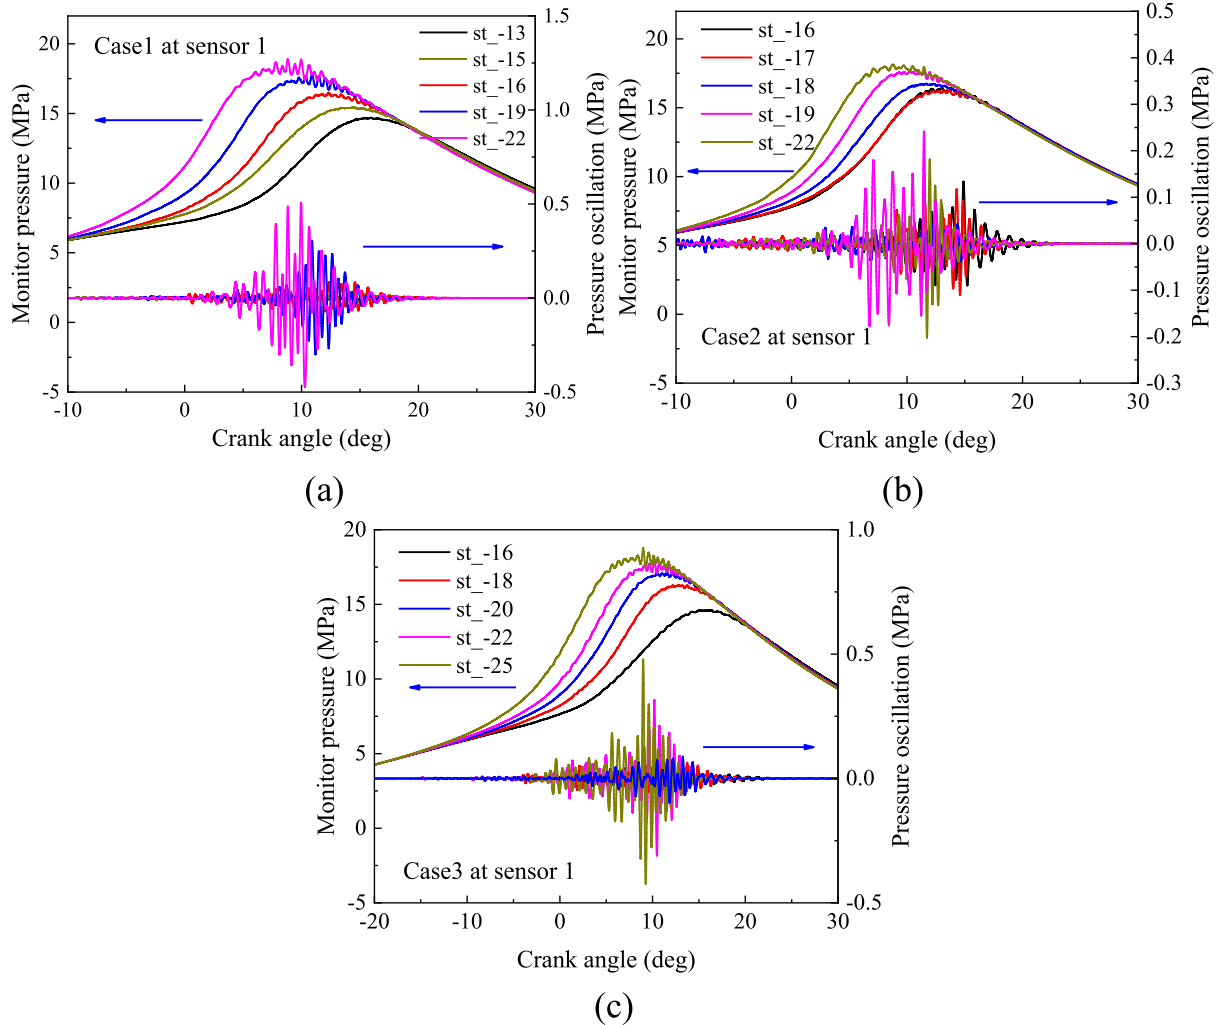 Case1 at sensor 1
st_-13
st_-15
st_-16
st_-19
st_-22
20
15
10
5
0
-5
1.5
1.0
0.5
0.0
-0.5
-10
0
10
20
30
Monitor pressure (MPa)
Pressure oscillation (MPa)
Crank angle (deg)
(a)
st_-16
st_-17
st_-18
st_-19
st_-22
Case2 at sensor 1
20
15
10
5
0
-5
0.5
0.4
0.3
0.2
0.1
0.0
-0.1
-0.2
-0.3
-10
0
10
20
30
Monitor pressure (MPa)
Pressure oscillation (MPa)
Crank angle (deg)
(b)
st_-16
st_-18
st_-20
st_-22
st_-25
Case3 at sensor 1
20
15
10
5
0
-5
1.0
0.5
0.0
-0.5
-20
-10
0
10
20
30
Monitor pressure (MPa)
Pressure oscillation (MPa)
Crank angle (deg)
(c)